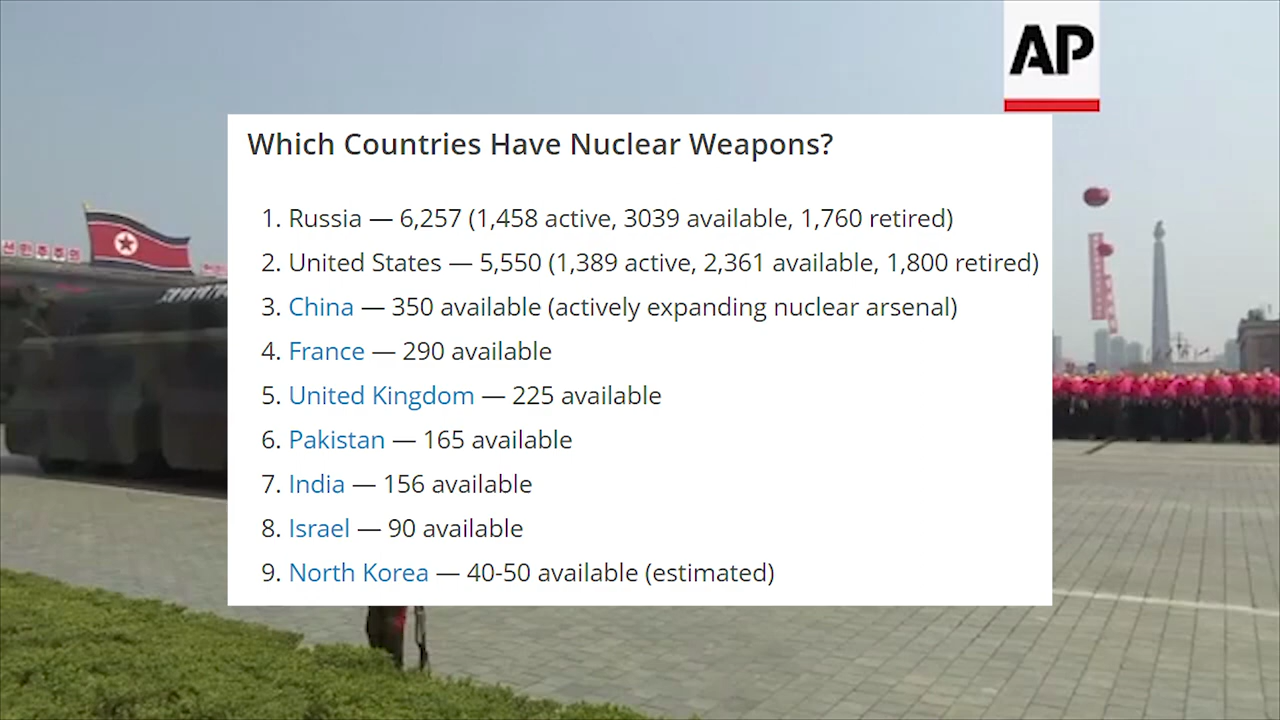 AP
Which Countries Have Nuclear Weapons?
1. Russia — 6,257 (1,458 active, 3039 available, 1,760 retired)
2. United States — 5,550 (1,389 active, 2,361 available, 1,800 retired)
3. China — 350 available (actively expanding nuclear arsenal)
4. France — 290 available
5. United Kingdom — 225 available
6. Pakistan — 165 available
7. India — 156 available
8. Israel — 90 available
9. North Korea — 40-50 available (estimated)